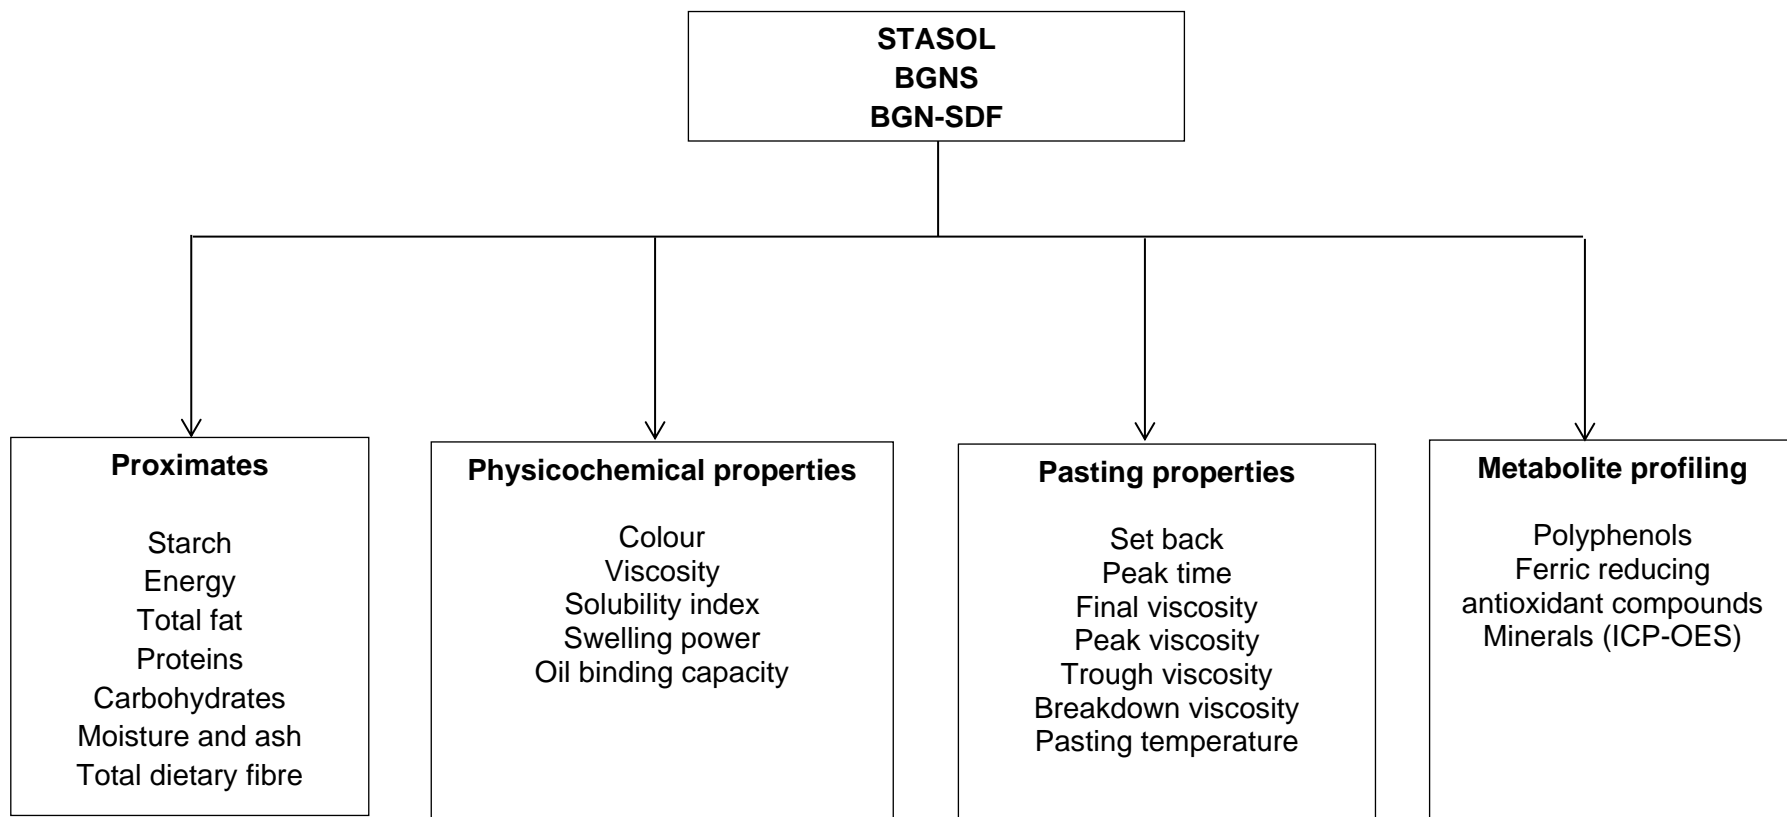 STASOL
BGNS
BGN-SDF
Proximates
Starch
Energy
Total fat
Proteins
Carbohydrates
Moisture and ash
Total dietary fibre
Physicochemical properties
Colour
Viscosity
Solubility index
Swelling power
Oil binding capacity
Pasting properties
Set back
Peak time
Final viscosity
Peak viscosity
Trough viscosity
Breakdown viscosity
Pasting temperature
Metabolite profiling
Polyphenols
Ferric reducing
antioxidant compounds
Minerals (ICP-OES)